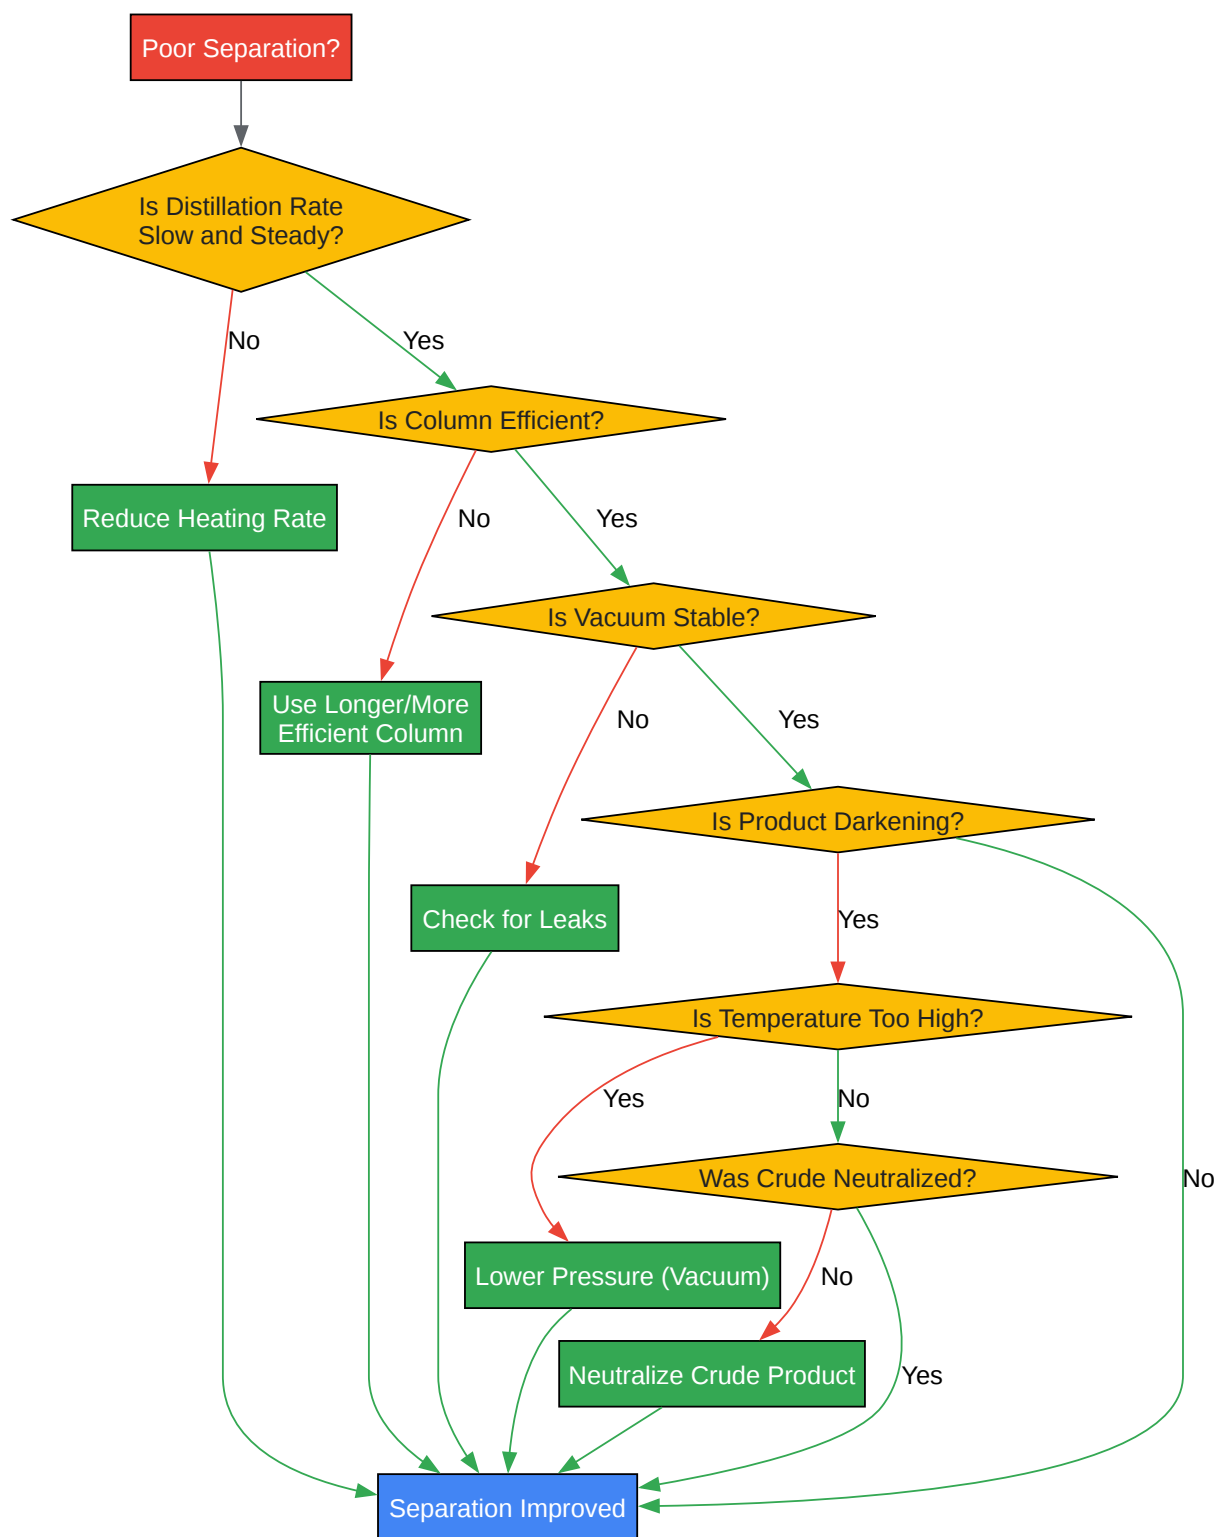 Poor Separation?
Is Distillation Rate
Slow and Steady?
No
Yes
Is Column Efficient?
Reduce Heating Rate
No
Yes
Is Vacuum Stable?
Use Longer/More
Efficient Column
No
Yes
Is Product Darkening?
Check for Leaks
Yes
Is Temperature Too High?
Yes
No
Was Crude Neutralized?
No
Lower Pressure (Vacuum)
No
Neutralize Crude Product
Yes
Separation Improved